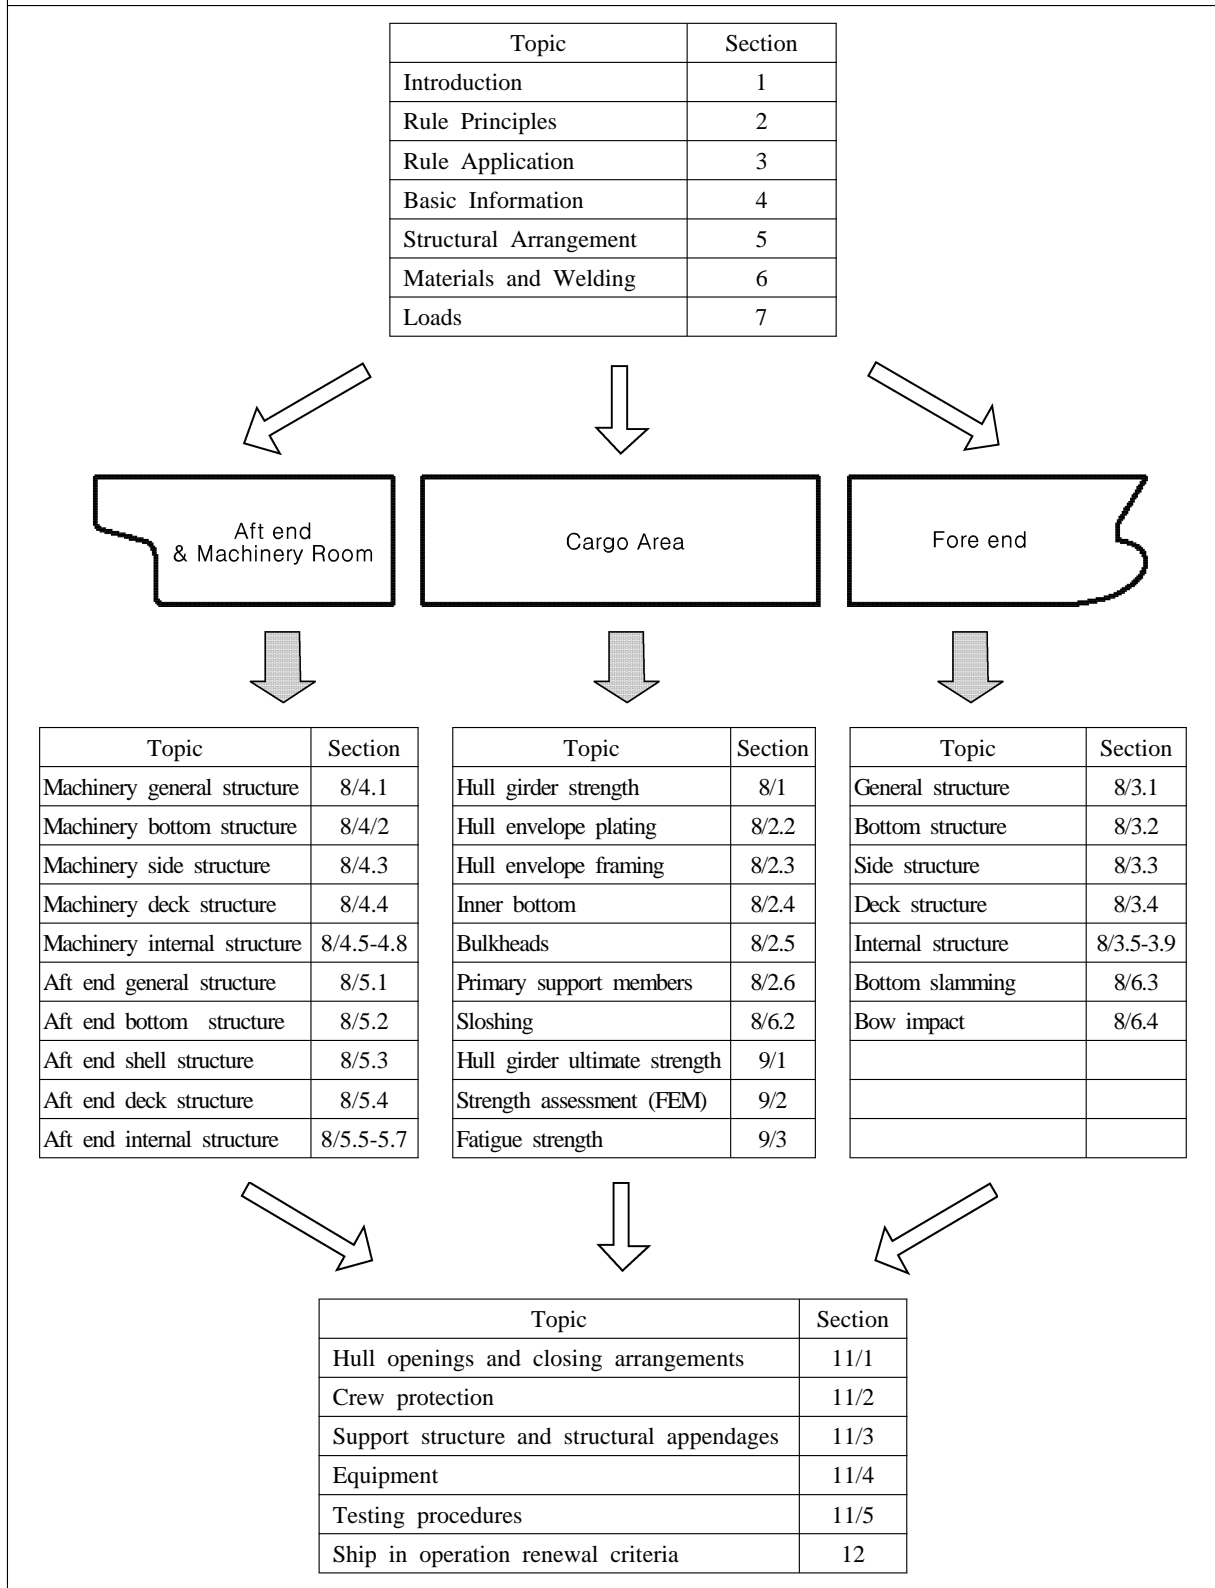 Topic Section
Introduction 1
Rule Principles 2
Rule Application 3
Basic Information 4
Structural Arrangement 5
Materials and Welding 6
Loads 7
Aft end
& Machinery Room
Cargo Area
Fore end
Topic Section
Machinery general structure 8/4.1
Machinery bottom structure 8/4/2
Machinery side structure 8/4.3
Machinery deck structure 8/4.4
Machinery internal structure 8/4.5-4.8
Aft end general structure 8/5.1
Aft end bottom structure 8/5.2
Aft end shell structure 8/5.3
Aft end deck structure 8/5.4
Aft end internal structure 8/5.5-5.7
Topic Section
Hull girder strength 8/1
Hull envelope plating 8/2.2
Hull envelope framing 8/2.3
Inner bottom 8/2.4
Bulkheads 8/2.5
Primary support members 8/2.6
Sloshing 8/6.2
Hull girder ultimate strength 9/1
Strength assessment (FEM) 9/2
Fatigue strength 9/3
Topic Section
General structure 8/3.1
Bottom structure 8/3.2
Side structure 8/3.3
Deck structure 8/3.4
Internal structure 8/3.5-3.9
Bottom slamming 8/6.3
Bow impact 8/6.4
Topic Section
Hull openings and closing arrangements 11/1
Crew protection 11/2
Support structure and structural appendages 11/3
Equipment 11/4
Testing procedures 11/5
Ship in operation renewal criteria 12